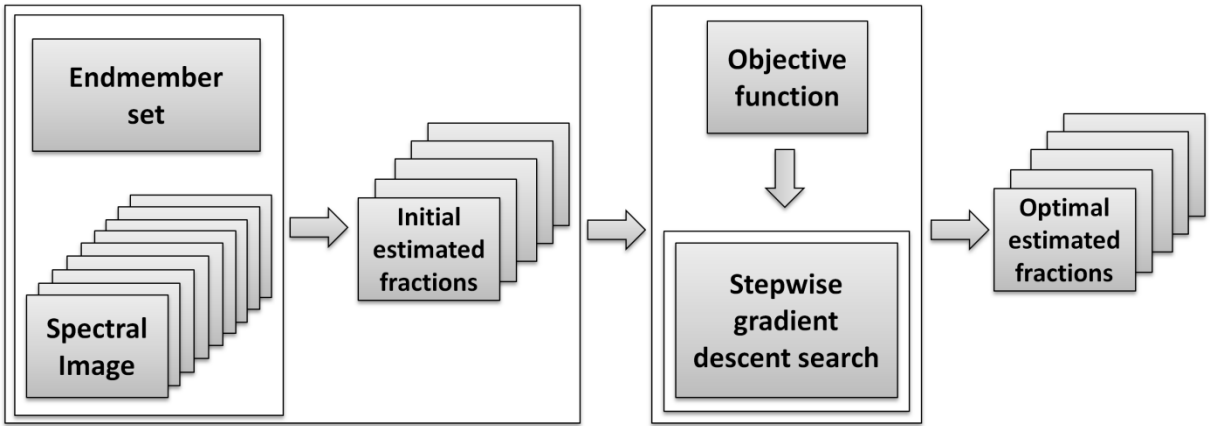 Endmember
set
Spectral
Image
Initial
estimated
fractions
Objective
function
Stepwise
gradient
descent search
Optimal
estimated
fractions